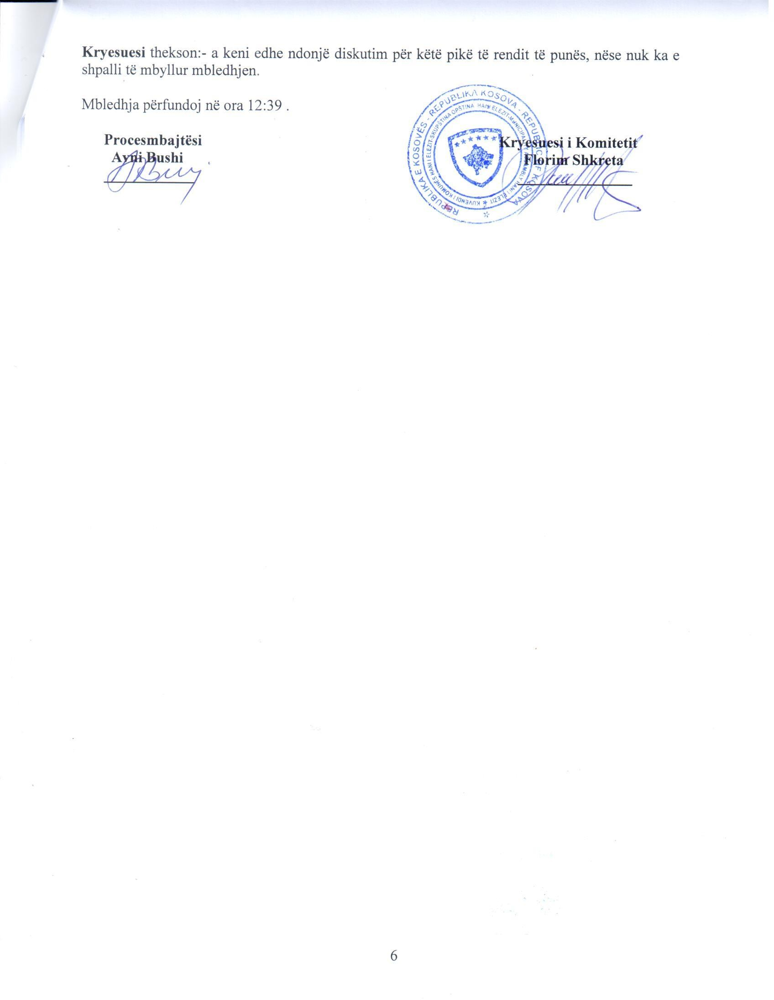 Kryesuesi thekson:- a keni edhe ndonjë diskutim për këtë pikë të rendit të punës, nëse nuk ka e
shpalli të mbyllur mbledhjen.
Mbledhja përfundoj në ora 12:39 .
Procesmbajtësi
Avni Bushi
REPUBLIKA E KOSOVËS - REPUBLIKA KOSOVA - REPUBLIC OF KOSOVA
KUVENDI I KOMUNËS HANI I ELEZIT-SKUPŠTINA OPŠTINA HANI ELEZIT-MUNICIPALITY ASSEMBLY HANI I ELEZIT
Kryesuesi i Komitetit
Florim Shkreta
6